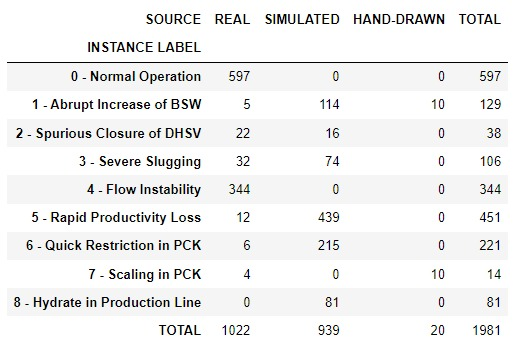 SOURCE REAL SIMULATED HAND-DRAWN TOTAL
INSTANCE LABEL
0 - Normal Operation 597 0 0 597
1 - Abrupt Increase of BSW 5 114 10 129
2 - Spurious Closure of DHSV 22 16 0 38
3 - Severe Slugging 32 74 0 106
4 - Flow Instability 344 0 0 344
5 - Rapid Productivity Loss 12 439 0 451
6 - Quick Restriction in PCK 6 215 0 221
7 - Scaling in PCK 4 0 10 14
8 - Hydrate in Production Line 0 81 0 81
TOTAL 1022 939 20 1981